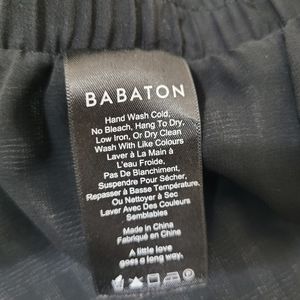 BABATON
Hand Wash Cold,
No Bleach, Hang To Dry,
Low Iron, Or Dry Clean
Wash With Like Colours
Laver à La Main à
L'eau Froide,
Pas De Blanchiment,
Suspendre Pour Sécher,
Repasser à Basse Température,
Ou Nettoyer à Sec
Laver Avec Des Couleurs
Semblables
Made in China
Fabriqué en Chine
A little love
goes a long way.